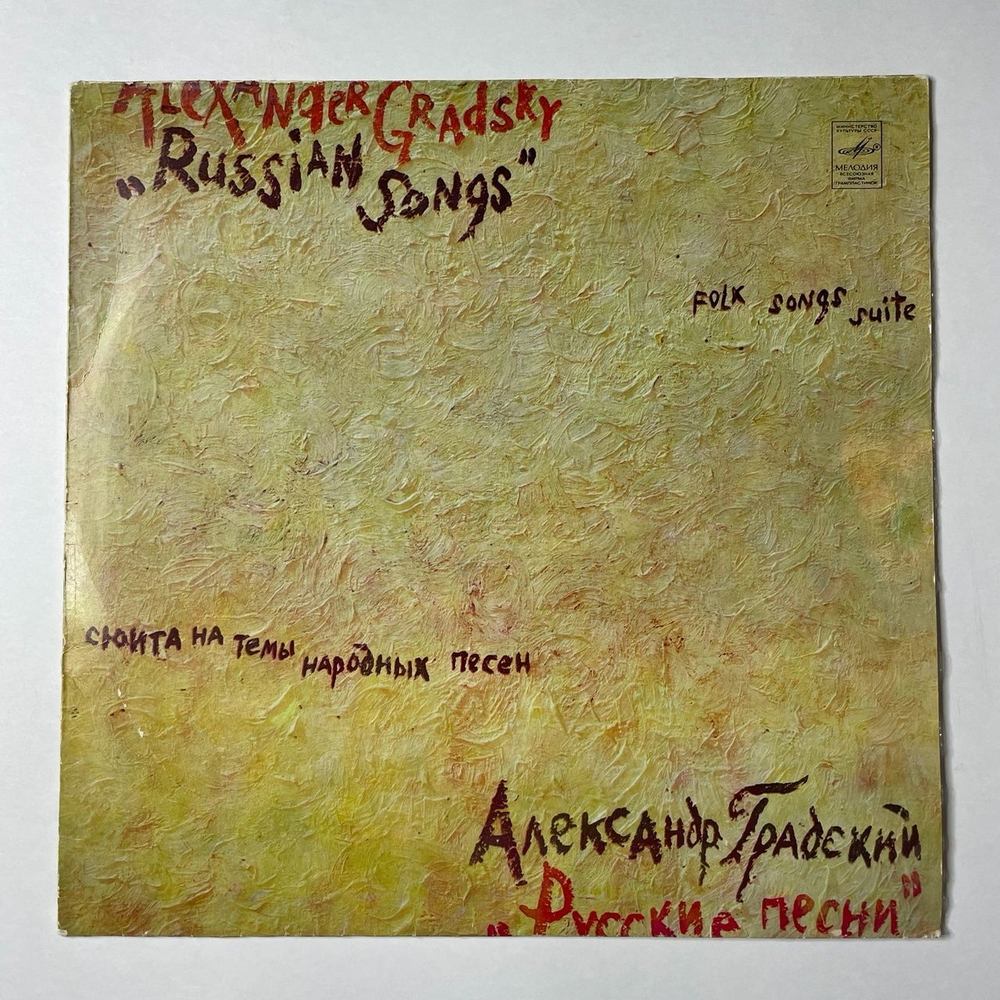 ALEXANdER GRAdSKY
„RUSSIAN SONGS"
МИНИСТЕРСТВО
КУЛЬТУРЫ СССР
МЕЛОДИЯ
ВСЕСОЮЗНАЯ
ФИРМА
ГРАМПЛАСТИНОК
FOLK SONGS suite
сюитА НА темы
НАРОДНЫХ песен
АлексАндр ГрАдский
„Русские песни"